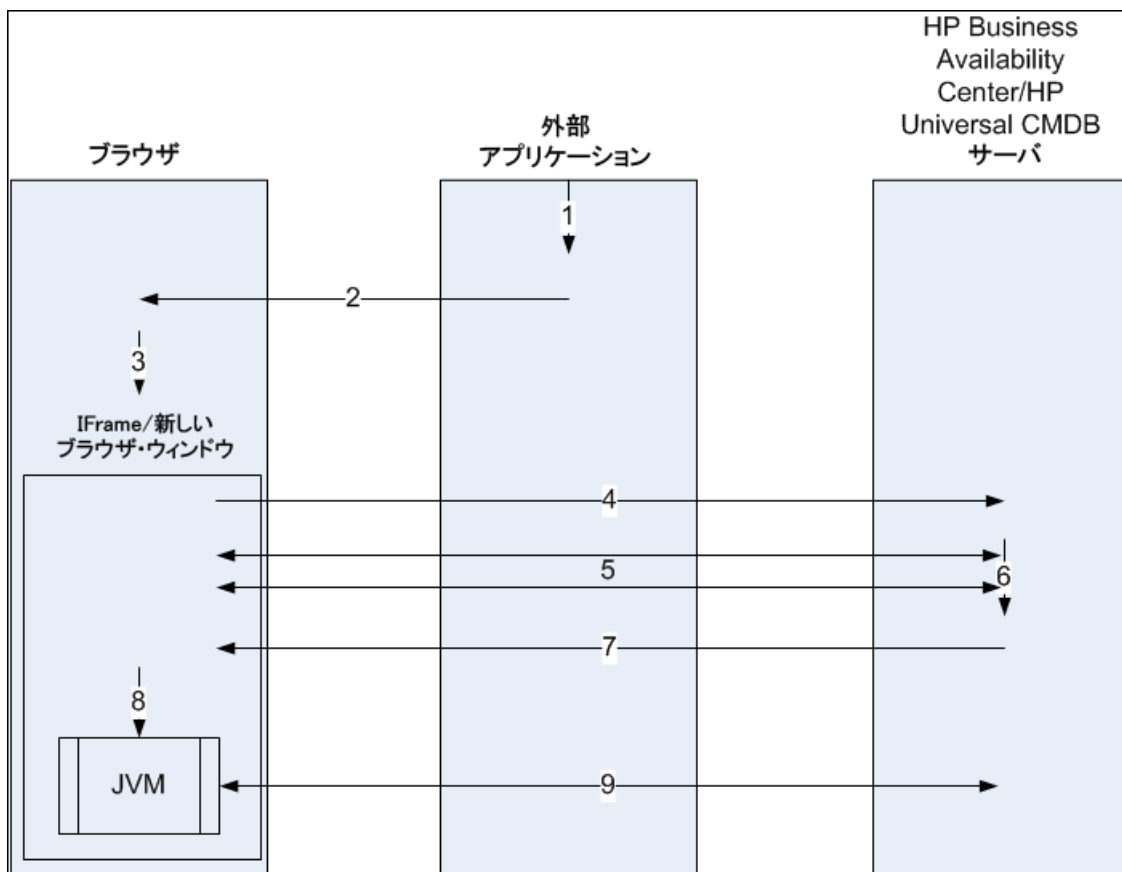 HP Business
Availability
Center/HP
Universal CMDB
サーバ
外部
アプリケーション
ブラウザ
1
2
3
IFrame/新しい
ブラウザ・ウィンドウ
4
5
6
7
8
JVM
9